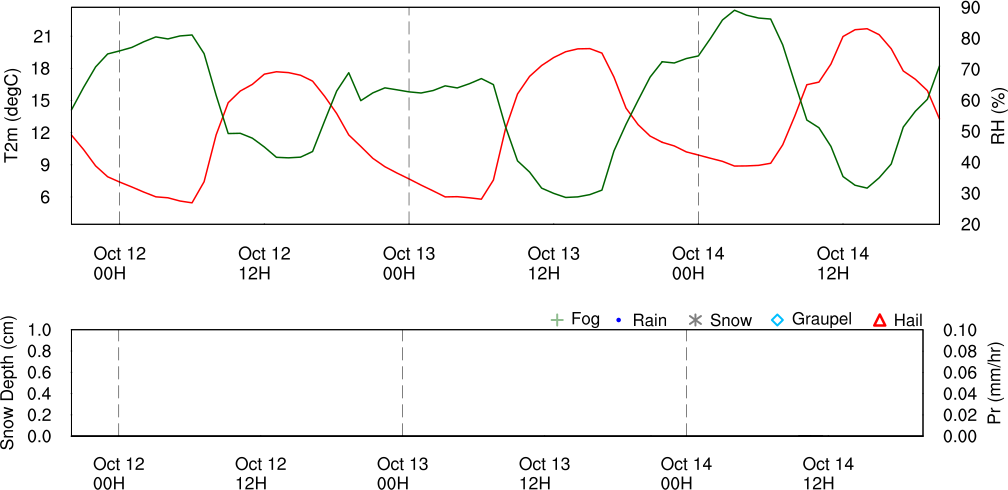 T2m (degC)
21
18
15
12
9
6
90
80
70
60
50
40
30
20
RH (%)
Oct 12 Oct 12 Oct 13 Oct 13 Oct 14 Oct 14
00H 12H 00H 12H 00H 12H
Fog Rain Snow Graupel Hail
Snow Depth (cm)
1.0
0.8
0.6
0.4
0.2
0.0
0.10
0.08
0.06
0.04
0.02
0.00
Pr (mm/hr)
Oct 12 Oct 12 Oct 13 Oct 13 Oct 14 Oct 14
00H 12H 00H 12H 00H 12H